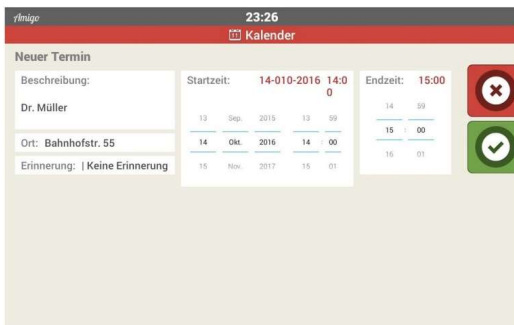 Amigo
23:26
Kalender
Neuer Termin
Beschreibung:
Dr. Müller
Ort: Bahnhofstr. 55
Erinnerung: | Keine Erinnerung
Startzeit: 14-010-2016 14:0
0
13 Sep. 2015 13 59
14 Okt. 2016 14 : 00
15 Nov. 2017 15 01
Endzeit: 15:00
14 59
15 : 00
16 01